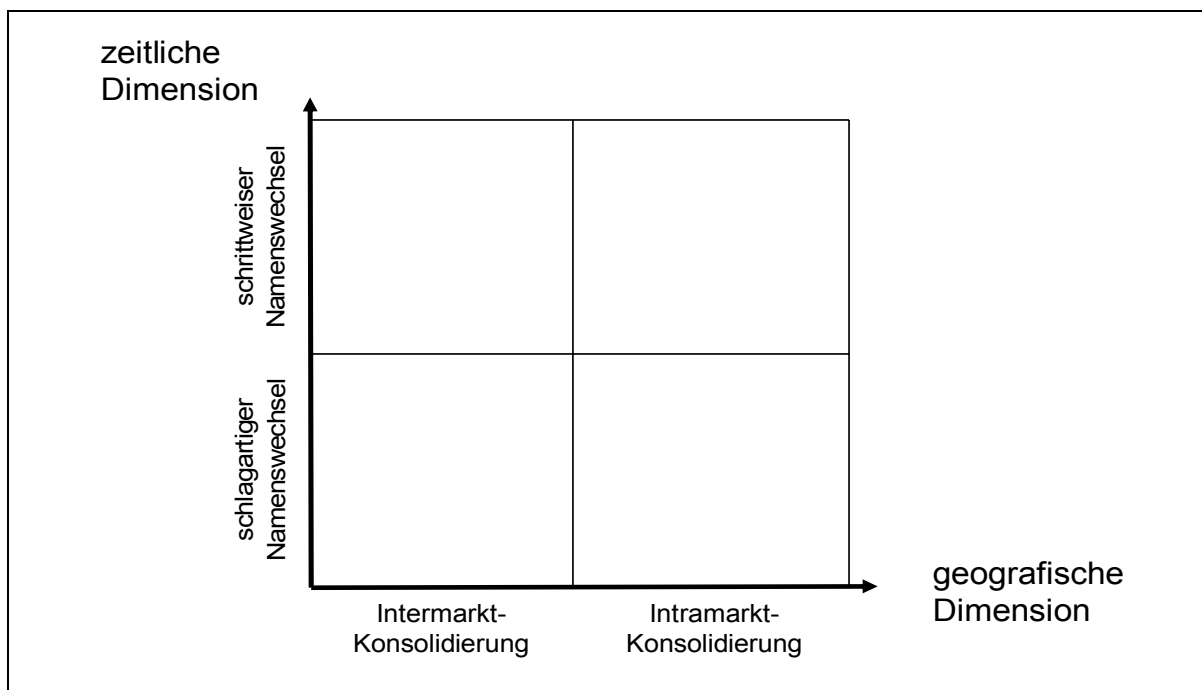 zeitliche
Dimension
schrittweiser
Namenswechsel
schlagartiger
Namenswechsel
Intermarkt-
Konsolidierung
Intramarkt-
Konsolidierung
geografische
Dimension